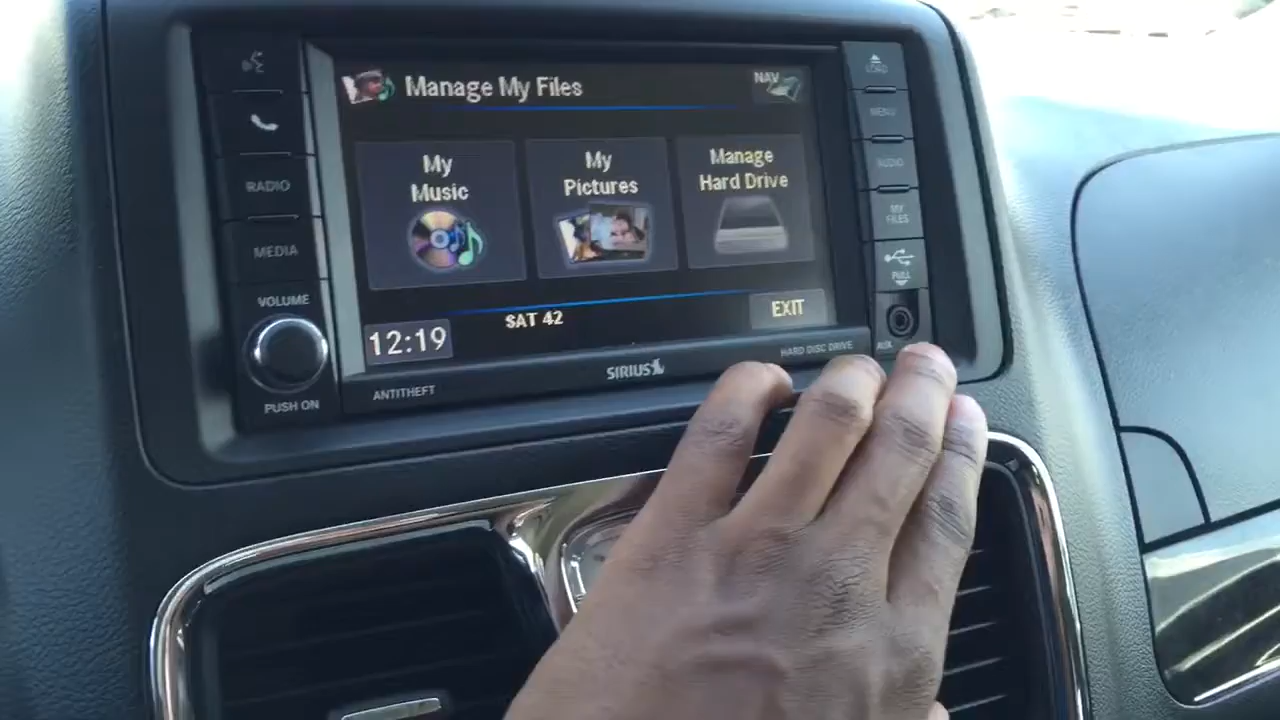 Manage My Files
NAV
My
Music
My
Pictures
Manage
Hard Drive
12:19
SAT 42
EXIT
RADIO
MEDIA
VOLUME
PUSH ON
ANTITHEFT
SIRIUS
HARD DISC DRIVE
LOAD
MENU
AUDIO
MY
FILES
PULL
AUX